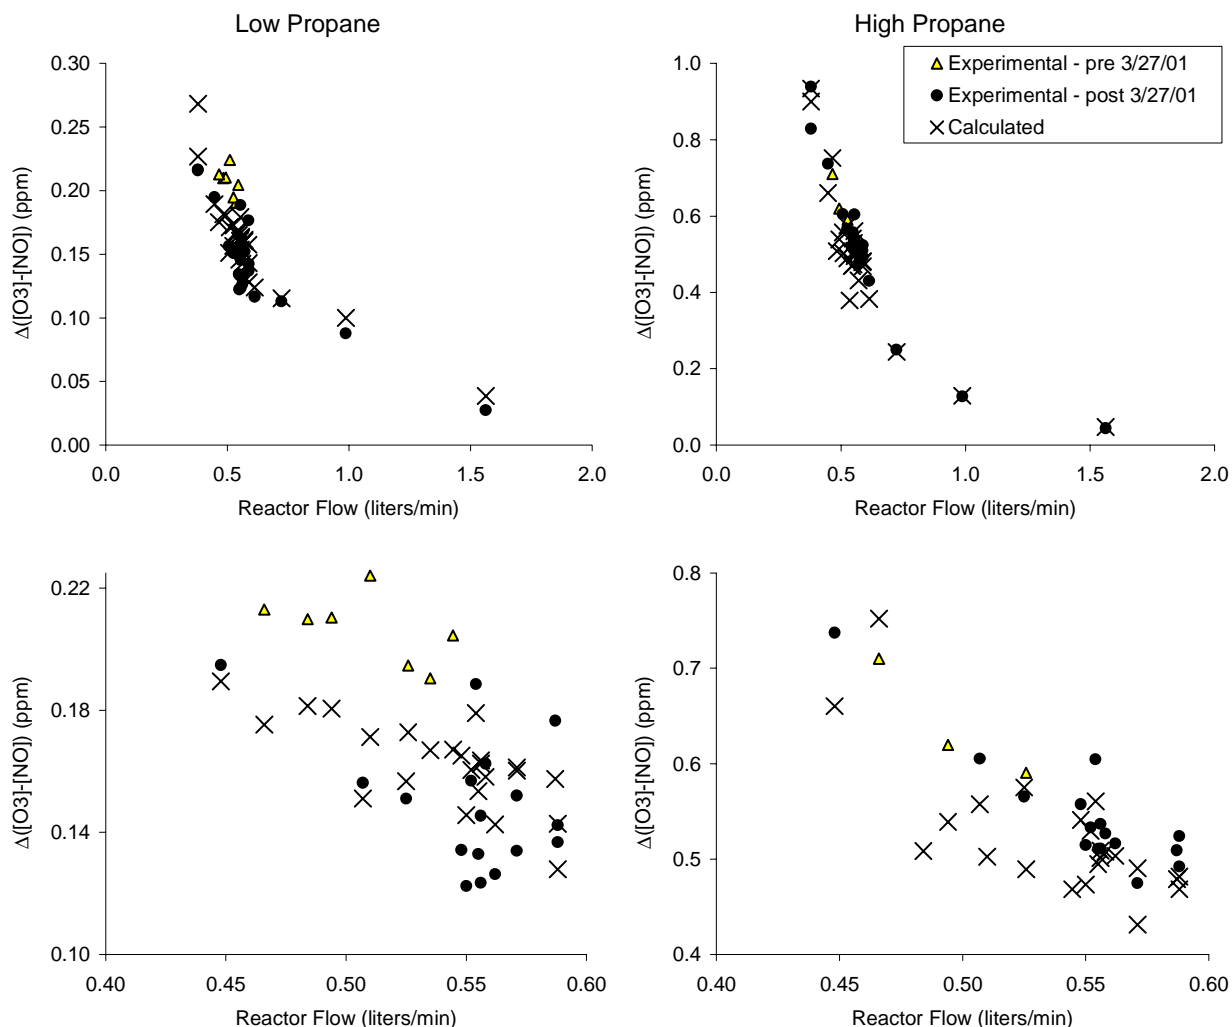 Low Propane
High Propane
Experimental - pre 3/27/01
Experimental - post 3/27/01
Calculated
Δ([O3]-[NO]) (ppm)
0.30
0.25
0.20
0.15
0.10
0.05
0.00
0.0 0.5 1.0 1.5 2.0
Reactor Flow (liters/min)
Δ([O3]-[NO]) (ppm)
1.0
0.8
0.6
0.4
0.2
0.0
0.0 0.5 1.0 1.5 2.0
Reactor Flow (liters/min)
Δ([O3]-[NO]) (ppm)
0.22
0.18
0.14
0.10
0.40 0.45 0.50 0.55 0.60
Reactor Flow (liters/min)
Δ([O3]-[NO]) (ppm)
0.8
0.7
0.6
0.5
0.4
0.40 0.45 0.50 0.55 0.60
Reactor Flow (liters/min)